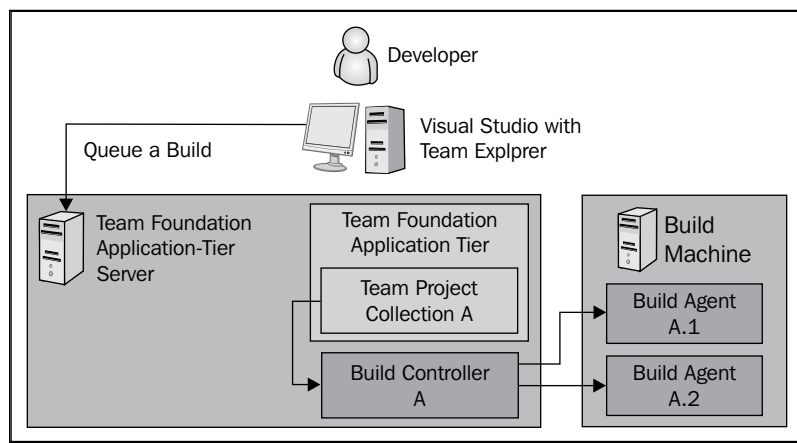 Developer
Visual Studio with
Team Explprer
Queue a Build
Team Foundation
Application-Tier
Server
Team Foundation
Application Tier
Team Project
Collection A
Build Controller
A
Build
Machine
Build Agent
A.1
Build Agent
A.2